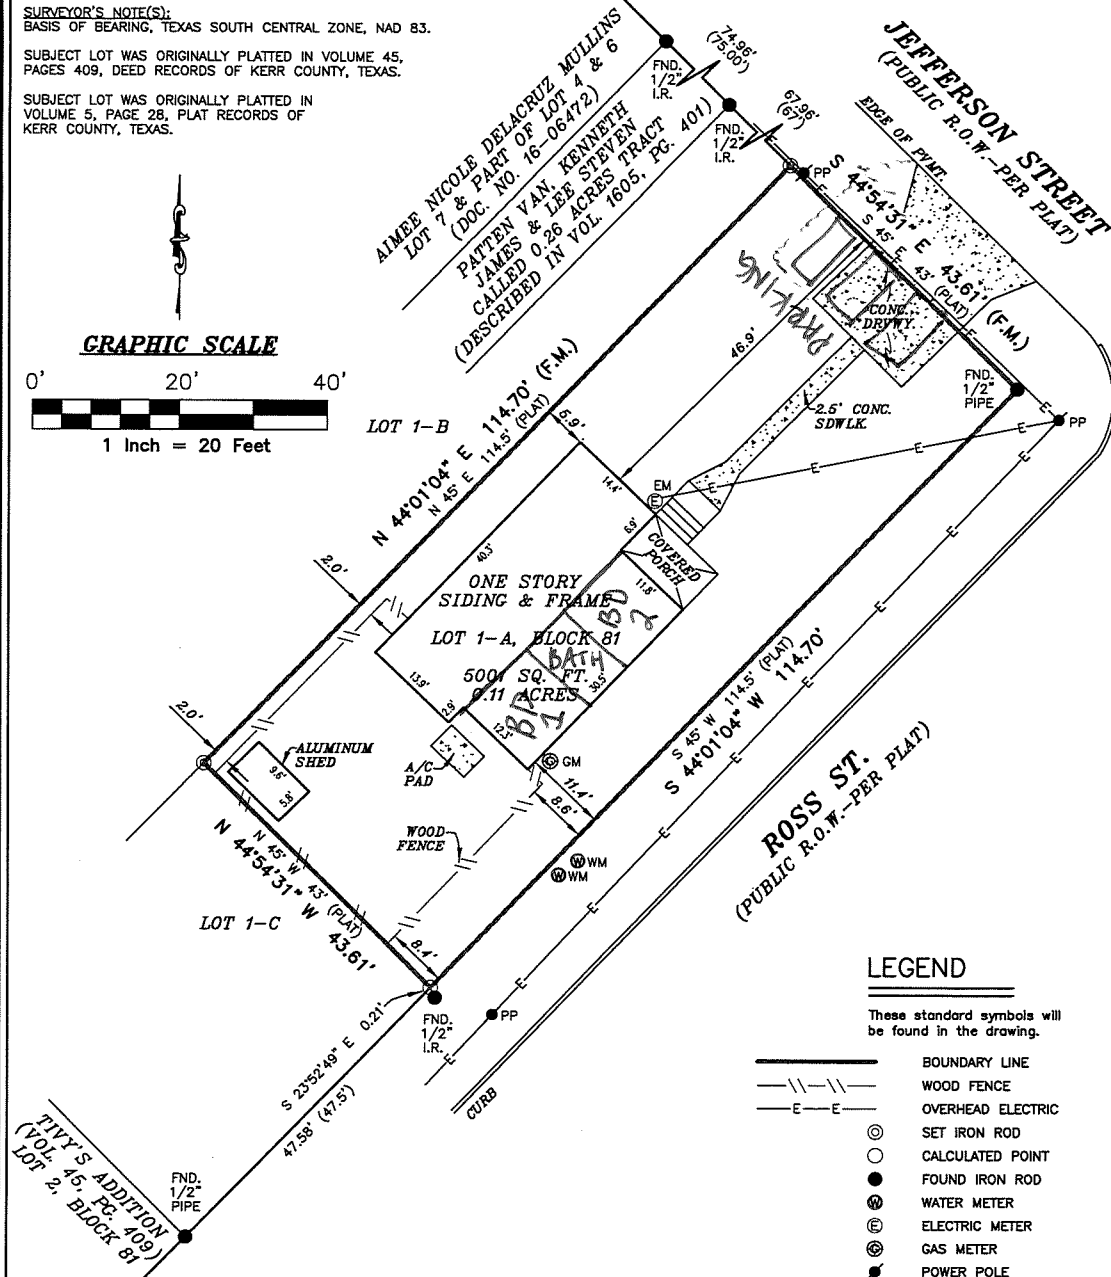 SURVEYOR'S NOTE(S):
BASIS OF BEARING, TEXAS SOUTH CENTRAL ZONE, NAD 83.
SUBJECT LOT WAS ORIGINALLY PLATTED IN VOLUME 45,
PAGES 409, DEED RECORDS OF KERR COUNTY, TEXAS.
SUBJECT LOT WAS ORIGINALLY PLATTED IN
VOLUME 5, PAGE 28, PLAT RECORDS OF
KERR COUNTY, TEXAS.
GRAPHIC SCALE
0' 20' 40'
1 Inch = 20 Feet
AIMEE NICOLE DELACRUZ MULLINS
LOT 7 & PART OF LOT 4 & 6
(DOC. NO. 16-06472)
PATTEN VAN, KENNETH
JAMES & LEE STEVEN
CALLED 0.26 ACRES TRACT
(DESCRIBED IN VOL. 1605, PG. 401)
FND.
1/2"
I.R.
74.96'
(75.00')
FND.
1/2"
I.R.
67.96'
(67')
E
PP
JEFFERSON STREET
(PUBLIC R.O.W.-PER PLAT)
EDGE OF PVMT.
S 44°54'31" E 43.61' (F.M.)
S 45' E 43' (PLAT)
E
E
E
PARKING
CONC.
DRVWY.
46.9'
2.5' CONC.
SDWLK.
FND.
1/2"
PIPE
PP
LOT 1-B
N 44°01'04" E 114.70' (F.M.)
N 45' E 114.5' (PLAT)
5.9'
14.4'
EM
E
E
E
E
6.9'
COVERED
PORCH
40.3'
11.8'
2.0'
ONE STORY
SIDING & FRAME
BD
2
LOT 1-A, BLOCK 81
BATH
5001 SQ. FT.
0.11 ACRES
30.5'
BD
1
13.9'
2.9'
12.3'
2.0'
ALUMINUM
SHED
9.6'
5.8'
A/C
PAD
GM
11.4'
8.6'
WOOD
FENCE
W WM
W WM
S 45' W 114.5' (PLAT)
S 44°01'04" W 114.70'
E
E
E
E
E
E
E
ROSS ST.
(PUBLIC R.O.W.-PER PLAT)
N 45' W 43' (PLAT)
N 44°54'31" W 43.61'
LOT 1-C
8.4'
FND.
1/2"
I.R.
PP
CURB
S 23°52'49" E 0.21'
47.58' (47.5')
TIVY'S ADDITION
(VOL. 45, PG. 409)
LOT 2, BLOCK 81
FND.
1/2"
PIPE
LEGEND
These standard symbols will
be found in the drawing.
BOUNDARY LINE
WOOD FENCE
E E OVERHEAD ELECTRIC
SET IRON ROD
CALCULATED POINT
FOUND IRON ROD
W WATER METER
E ELECTRIC METER
G GAS METER
POWER POLE